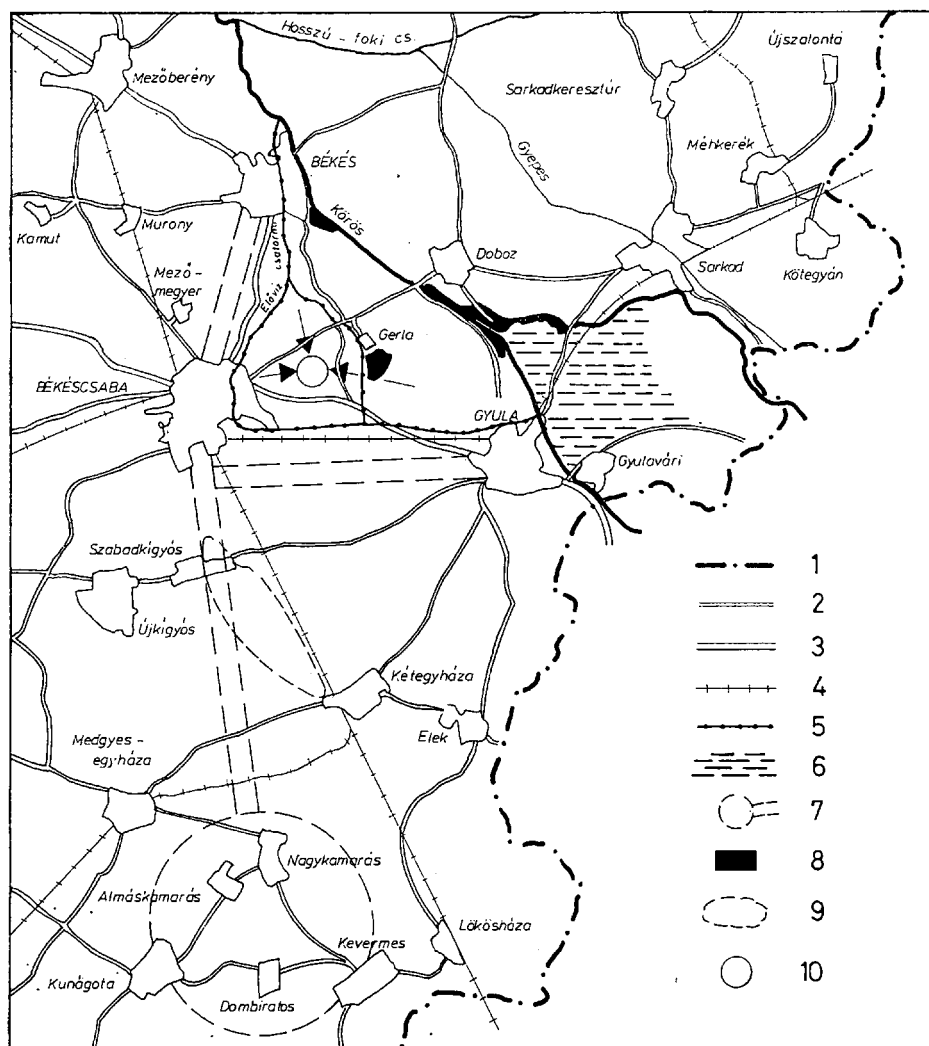 Hosszú - foki cs.
Újszalonta
Mezőberény
Sarkadkeresztúr
Méhkerék
Gyepes
BÉKÉS
Körös
Kamut
Murony
Doboz
Sarkad
Kötegyán
Mező-
megyer
Élővíz csatorna
Gerla
BÉKÉSCSABA
GYULA
Gyulavári
Szabadkígyós
Újkígyós
Kétegyháza
Elek
Medgyes-
egyháza
Nagykamarás
Almáskamarás
Lökösháza
Kevermes
Kunágota
Dombiratos
1
2
3
4
5
6
7
8
9
10